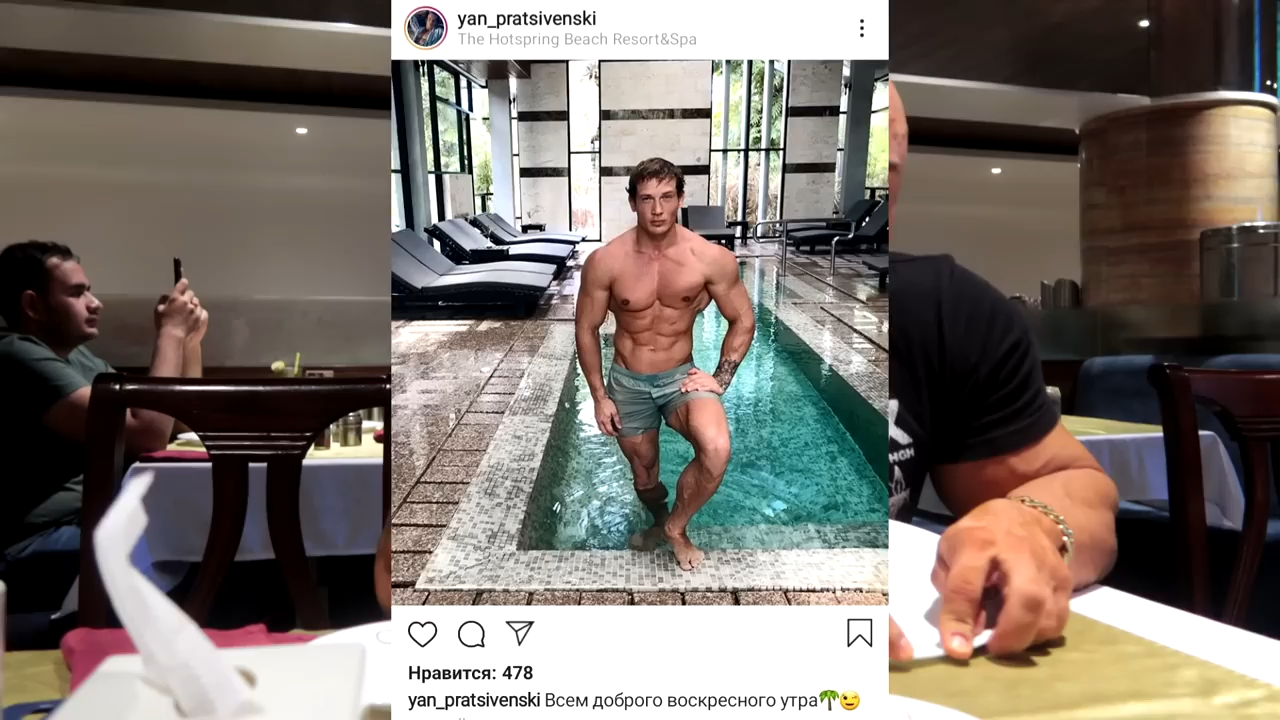 yan_pratsivenski
The Hotspring Beach Resort&Spa
Нравится: 478
yan_pratsivenski Всем доброго воскресного утра🌴😉